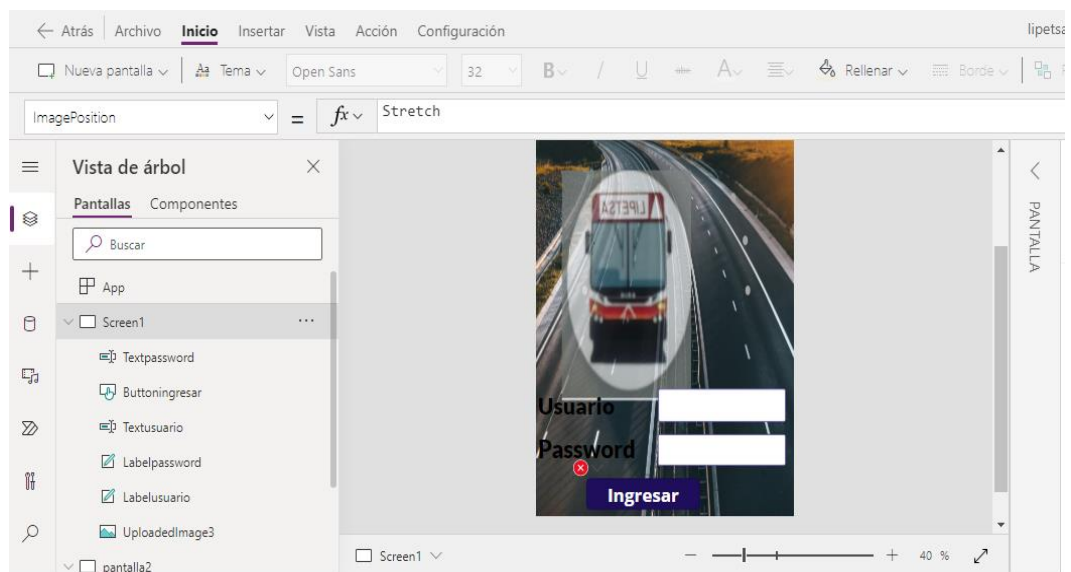 Atrás Archivo Inicio Insertar Vista Acción Configuración lipetsa
Nueva pantalla Aa Tema Open Sans 32 B / U abc A Rellenar Borde
ImagePosition = fx Stretch
Vista de árbol
Pantallas Componentes
Buscar
App
Screen1
Textpassword
Buttoningresar
Textusuario
Labelpassword
Labelusuario
UploadedImage3
pantalla2
LIPETSA
Usuario
Password
Ingresar
Screen1 40 %
PANTALLA